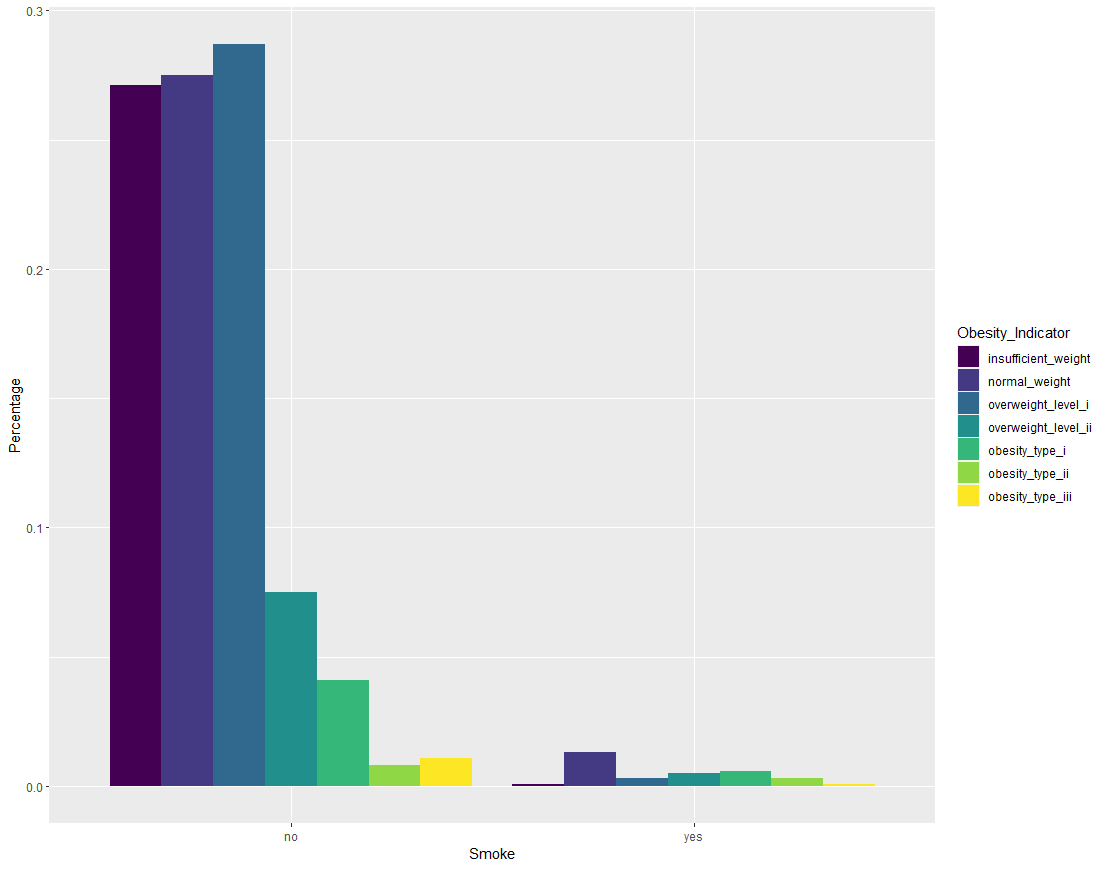 0.3
0.2
0.1
0.0
Percentage
no
yes
Smoke
Obesity_Indicator
insufficient_weight
normal_weight
overweight_level_i
overweight_level_ii
obesity_type_i
obesity_type_ii
obesity_type_iii